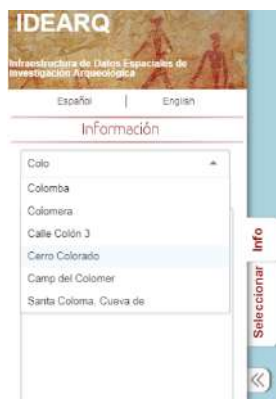 IDEARQ
Infraestructura de Datos Espaciales de
Investigación Arqueológica
Español | English
Información
Colo
Colomba
Colomera
Calle Colón 3
Cerro Colorado
Camp del Colomer
Santa Coloma. Cueva de
Info
Seleccionar